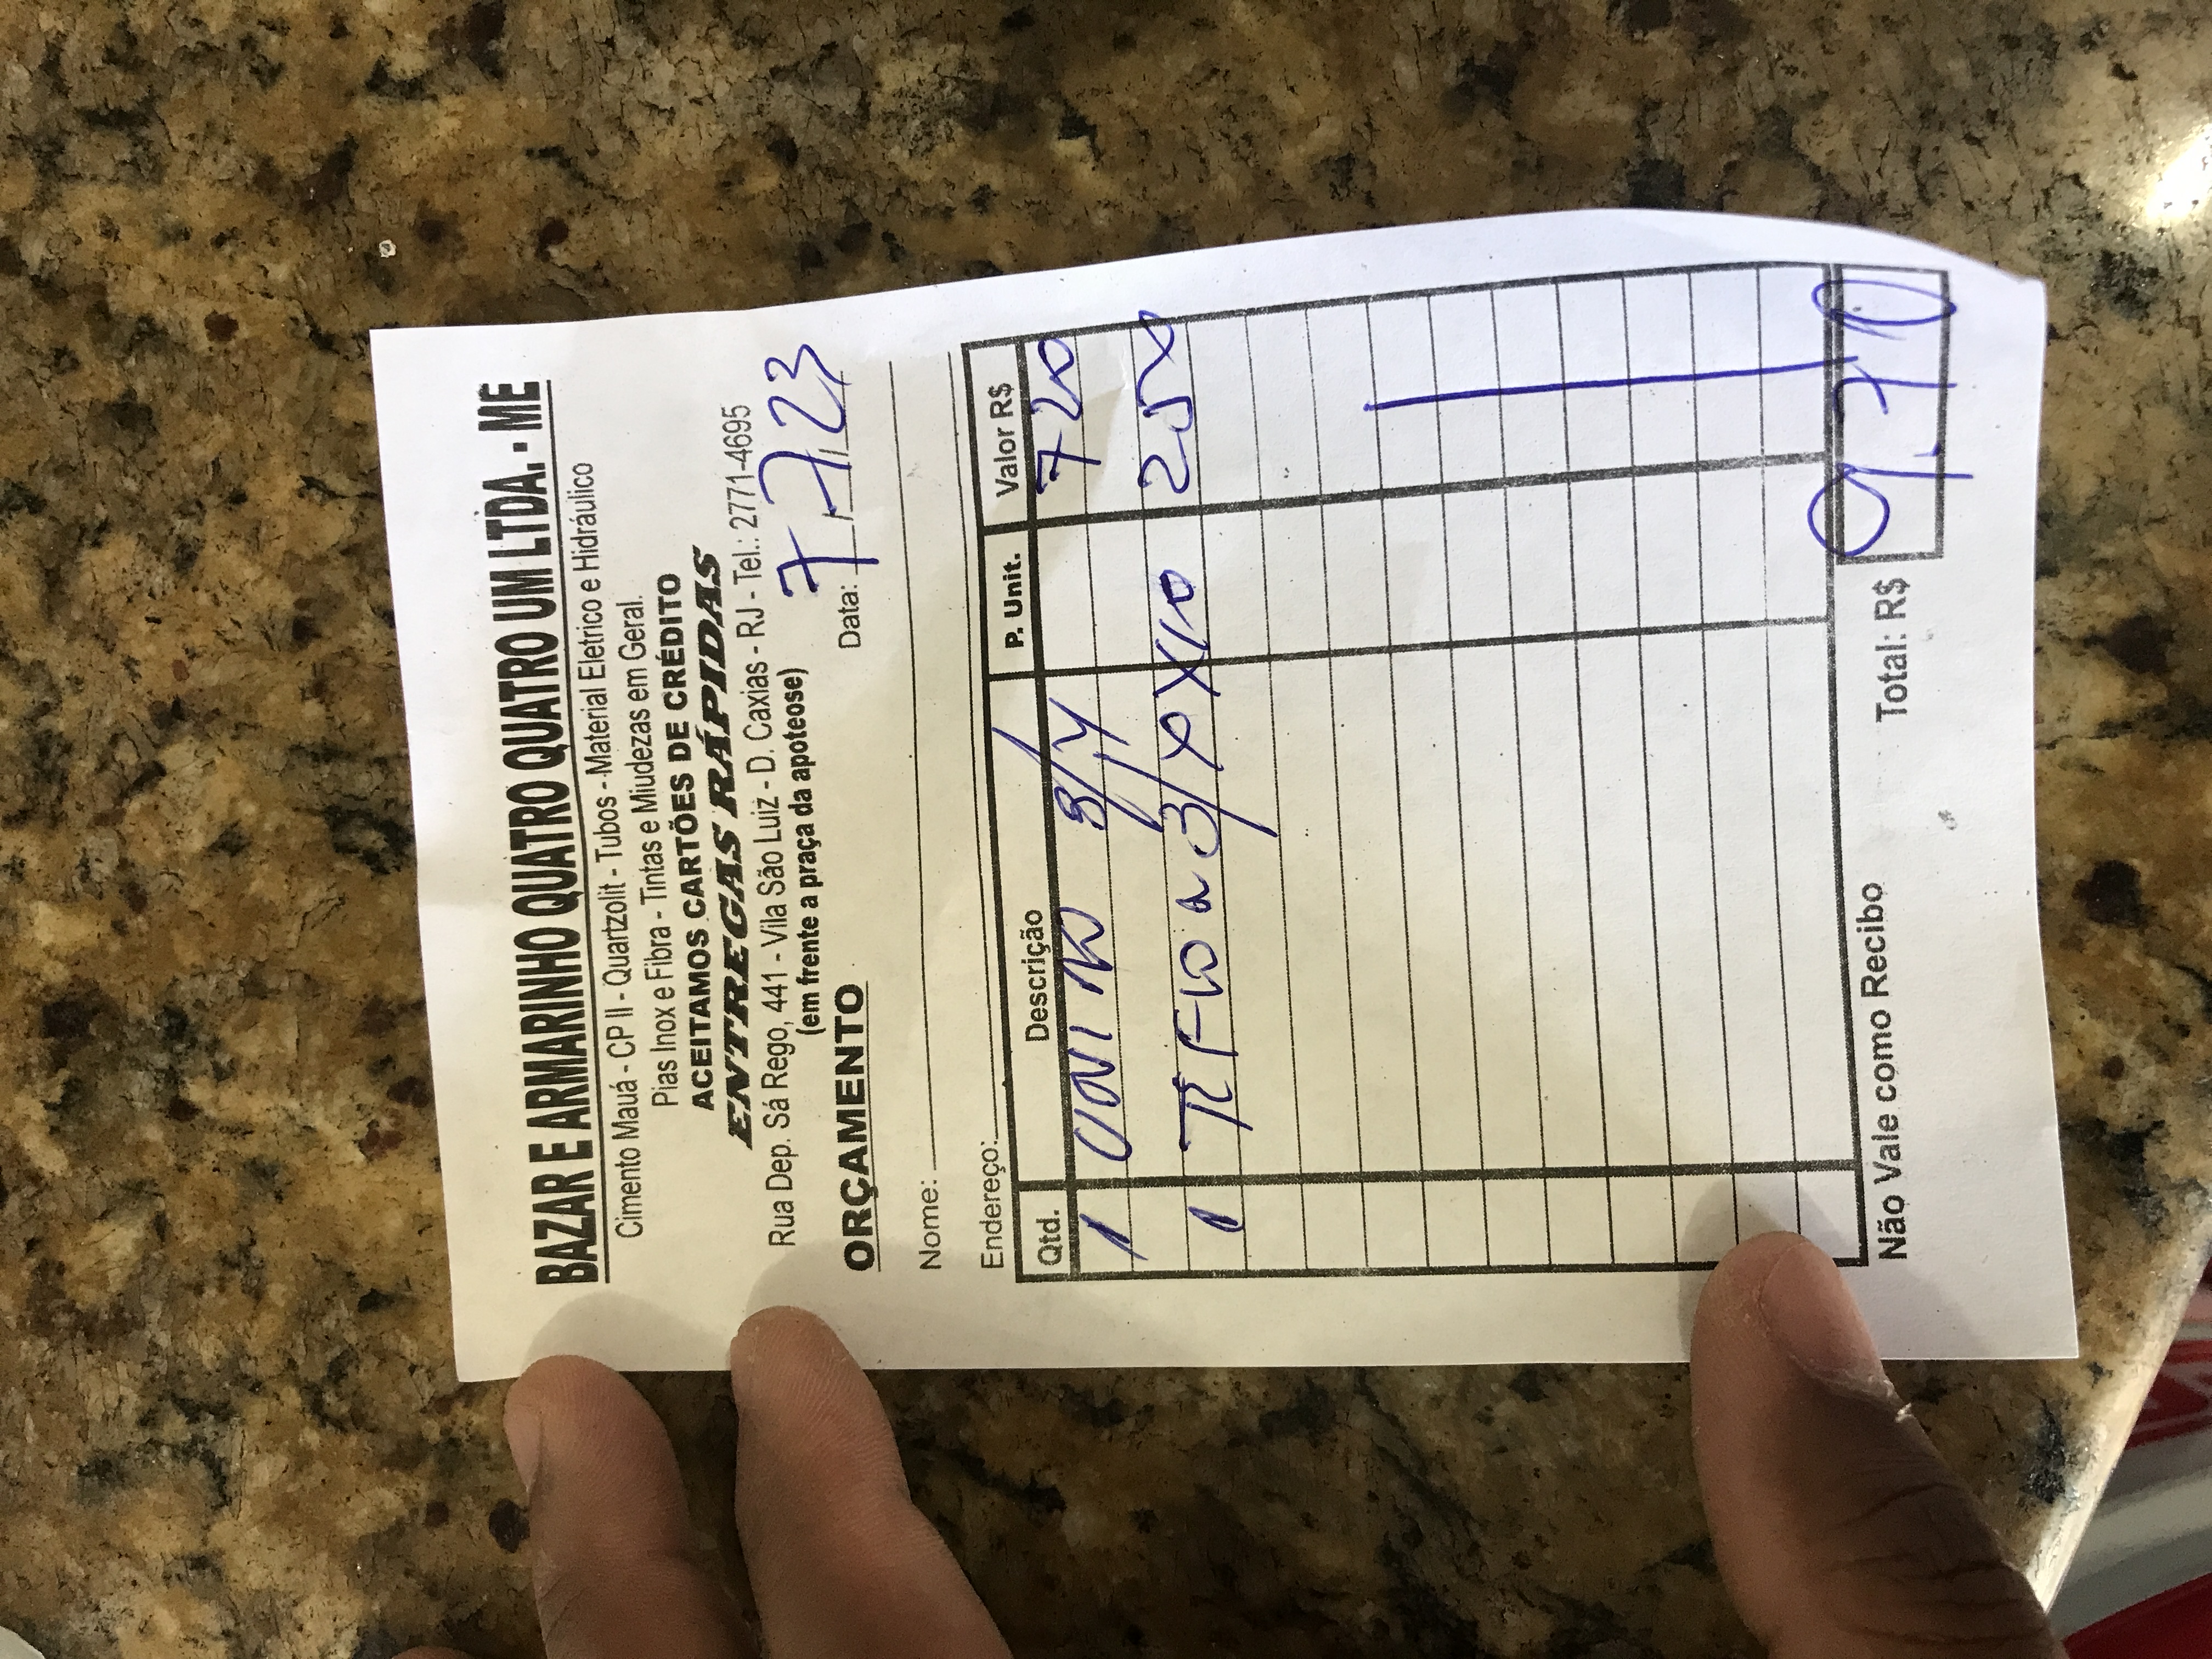 BAZAR E ARMARINHO QUATRO QUATRO UM LTDA. - ME
Cimento Mauá - CP II - Quartzolit - Tubos - Material Eletrico e Hidráulico
Pias Inox e Fibra - Tintas e Miudezas em Geral.
ACEITAMOS CARTÕES DE CRÉDITO
ENTREGAS RÁPIDAS
Rua Dep. Sá Rego, 441 - Vila São Luiz - D. Caxias - RJ - Tel.: 2771-4695
(em frente a praça da apoteose)
ORÇAMENTO Data: 7/7/23
Nome:
Endereço:
Qtd. Descrição P. Unit. Valor R$
1 3/4 720
1 3/4 X 10 250
Não Vale como Recibo Total: R$ 9.70